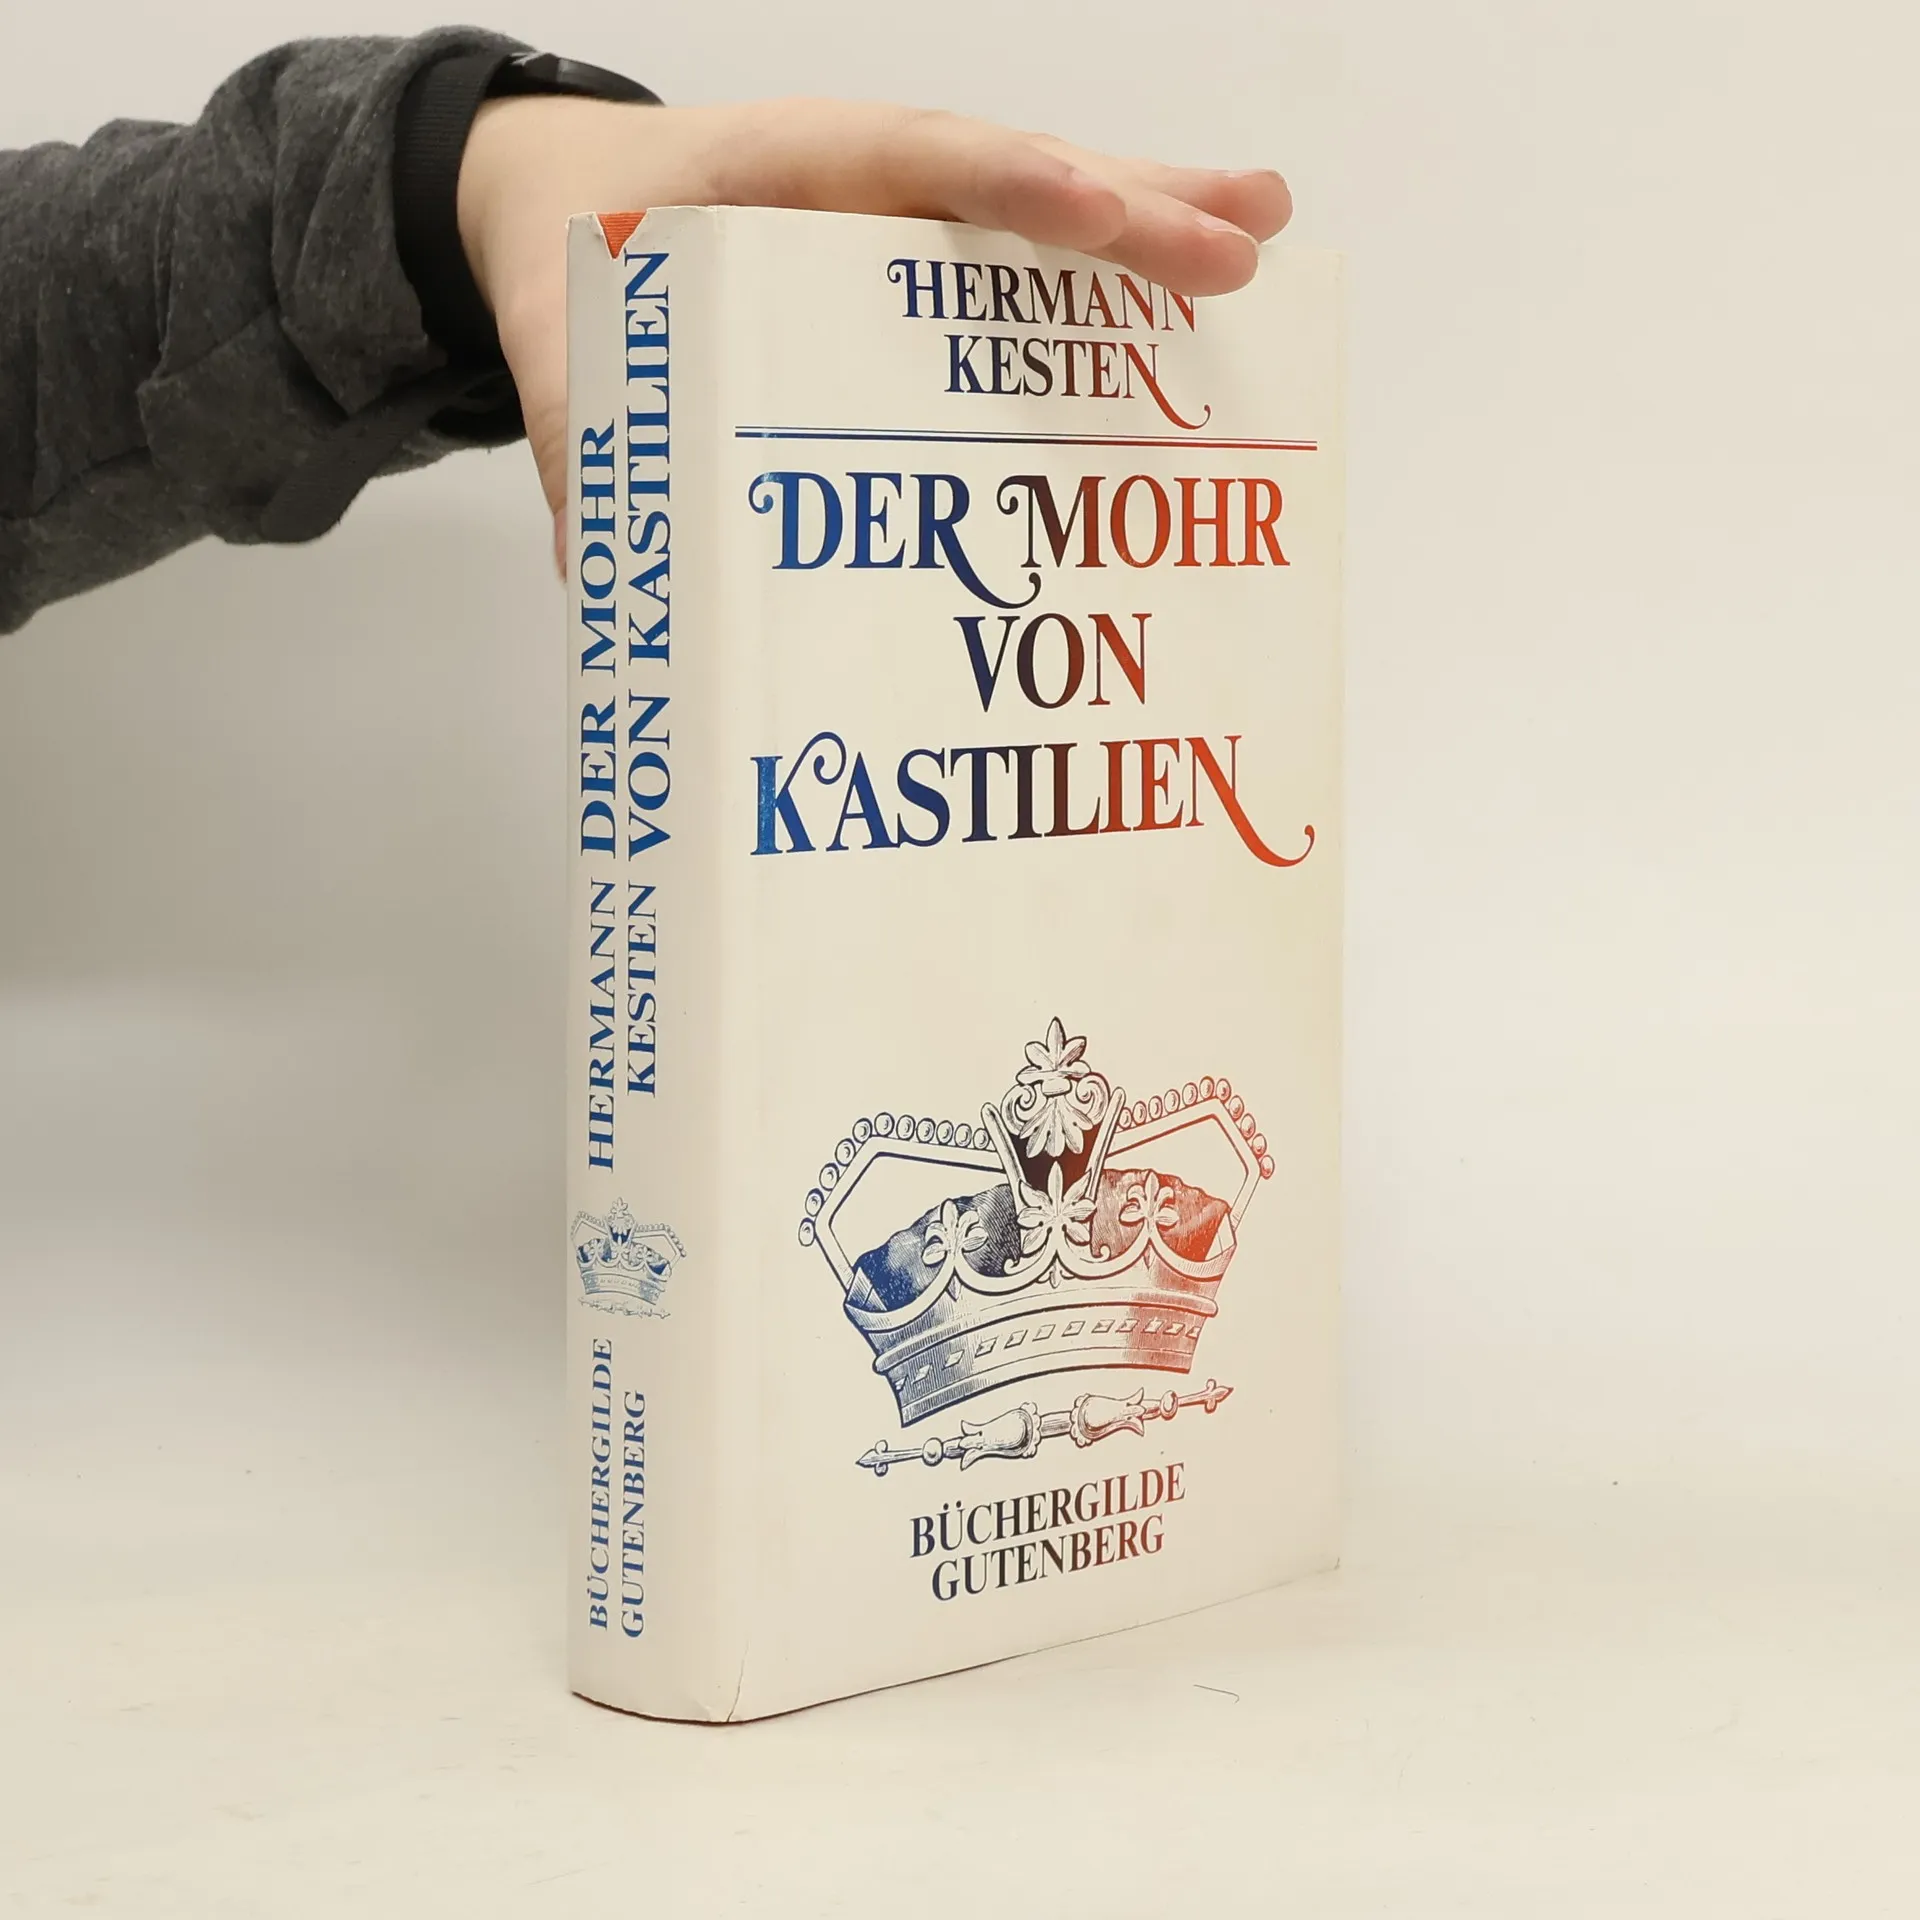 HERMANN
KESTEN
DER MOHR
VON
KASTILIEN
BÜCHERGILDE
GUTENBERG
HERMANN DER MOHR
KESTEN VON KASTILIEN
BÜCHERGILDE
GUTENBERG